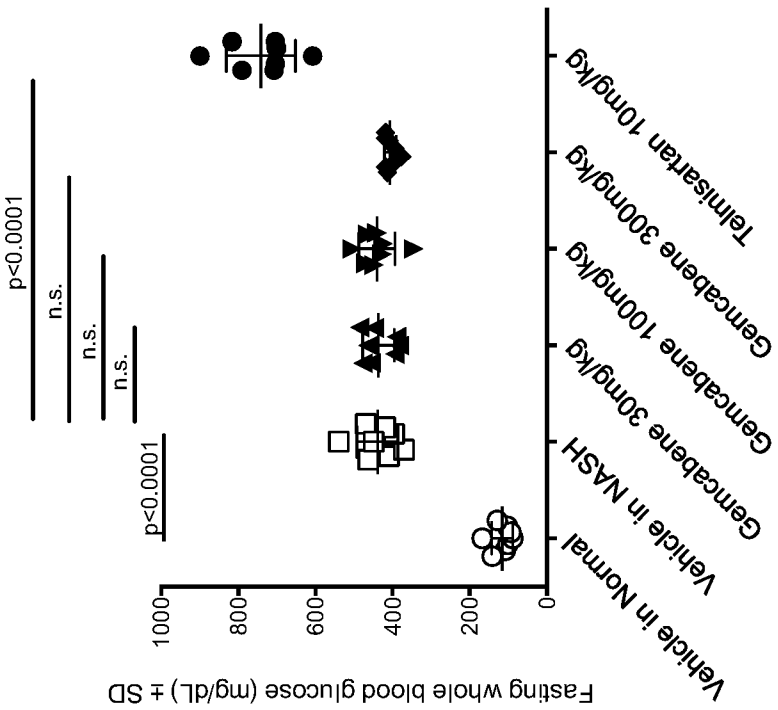 p<0.0001
n.s.
n.s.
n.s.
p<0.0001
Fasting whole blood glucose (mg/dL) ± SD
1000
800
600
400
200
0
Vehicle in Normal
Vehicle in NASH
Gemcabene 30mg/kg
Gemcabene 100mg/kg
Gemcabene 300mg/kg
Telmisartan 10mg/kg